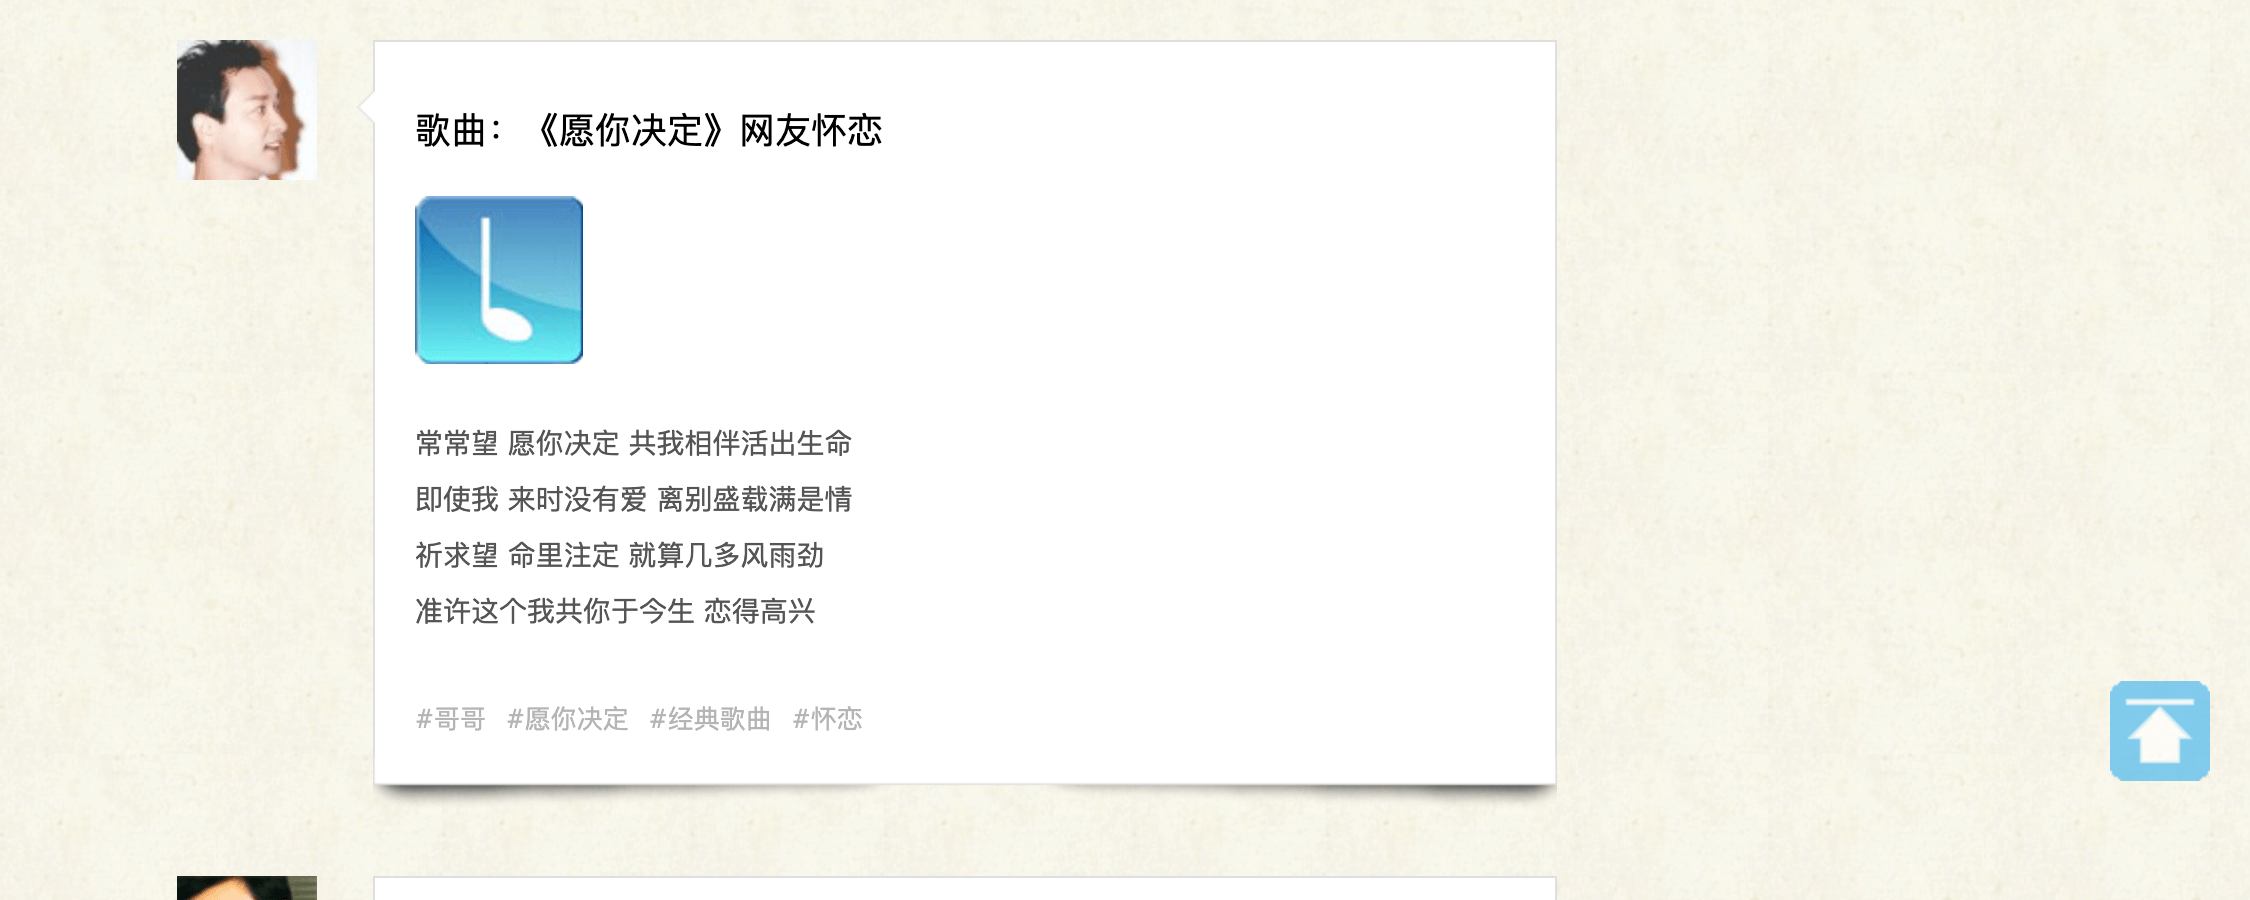 歌曲：《愿你决定》网友怀恋
常常望 愿你决定 共我相伴活出生命
即使我 来时没有爱 离别盛载满是情
祈求望 命里注定 就算几多风雨劲
准许这个我共你于今生 恋得高兴
#哥哥 #愿你决定 #经典歌曲 #怀恋